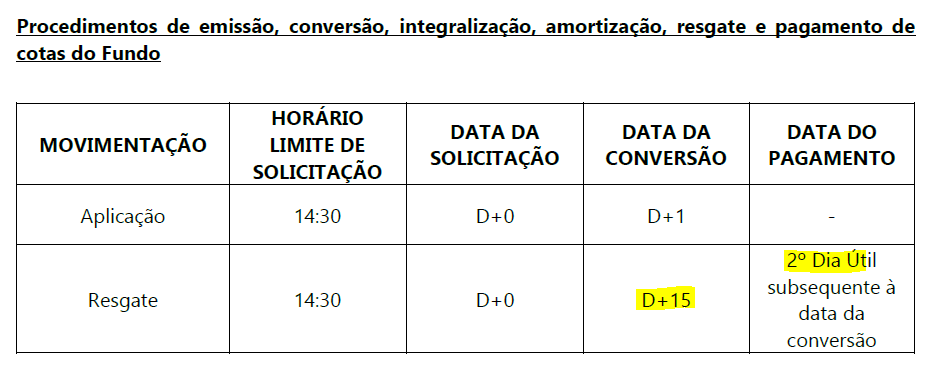 Procedimentos de emissão, conversão, integralização, amortização, resgate e pagamento de
cotas do Fundo
MOVIMENTAÇÃO
HORÁRIO
LIMITE DE
SOLICITAÇÃO
DATA DA
SOLICITAÇÃO
DATA DA
CONVERSÃO
DATA DO
PAGAMENTO
Aplicação
14:30
D+0
D+1
-
Resgate
14:30
D+0
D+15
2º Dia Útil
subsequente à
data da
conversão